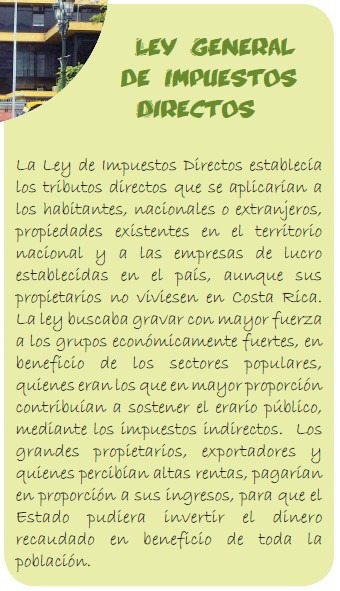 LEY GENERAL
DE IMPUESTOS
DIRECTOS
La Ley de Impuestos Directos establecía
los tributos directos que se aplicarían a
los habitantes, nacionales o extranjeros,
propiedades existentes en el territorio
nacional y a las empresas de lucro
establecidas en el país, aunque sus
propietarios no viviesen en Costa Rica.
La ley buscaba gravar con mayor fuerza
a los grupos económicamente fuertes, en
beneficio de los sectores populares,
quienes eran los que en mayor proporción
contribuían a sostener el erario público,
mediante los impuestos indirectos. Los
grandes propietarios, exportadores y
quienes percibían altas rentas, pagarían
en proporción a sus ingresos, para que el
Estado pudiera invertir el dinero
recaudado en beneficio de toda la
población.